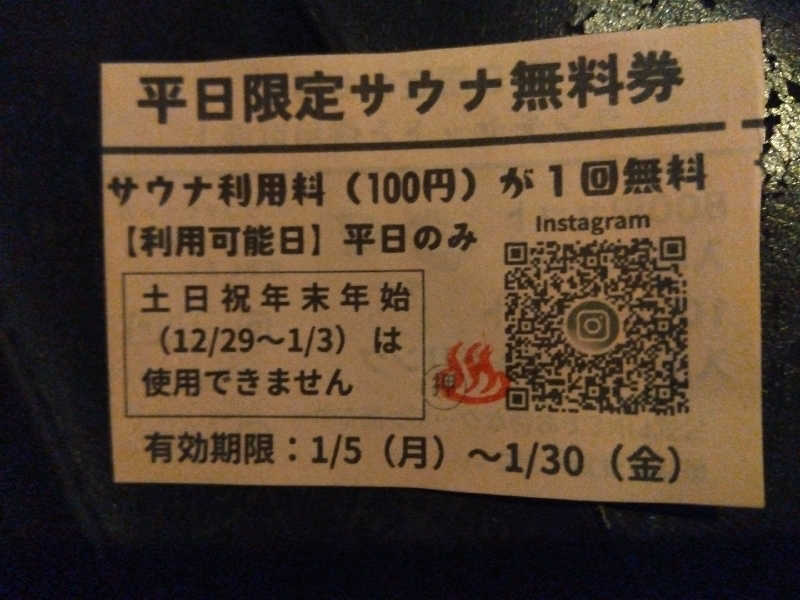 平日限定サウナ無料券
サウナ利用料（100円）が1回無料
【利用可能日】平日のみ
Instagram
土日祝年末年始
（12/29～1/3）は
使用できません
押
有効期限：1/5（月）～1/30（金）